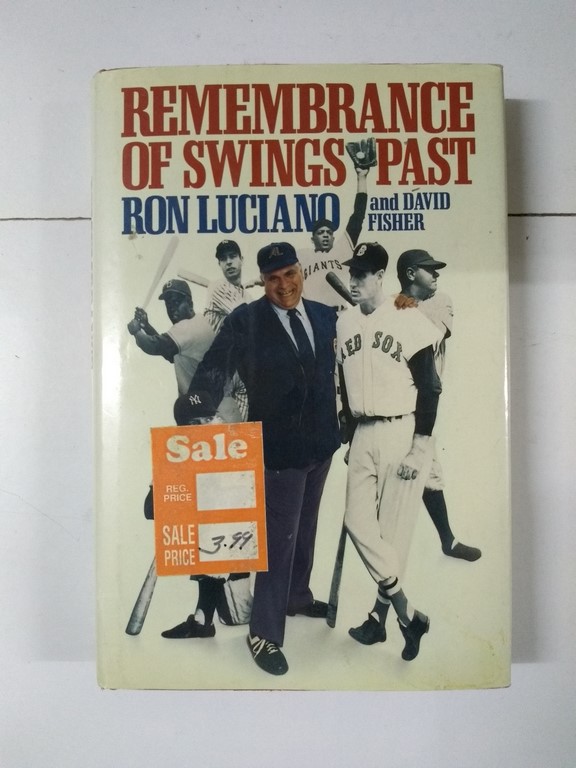 REMEMBRANCE
OF SWINGS PAST
RON LUCIANO and DAVID
FISHER
GIANTS
B
RED SOX
NY
Sale
REG.
PRICE
SALE
PRICE 3.99